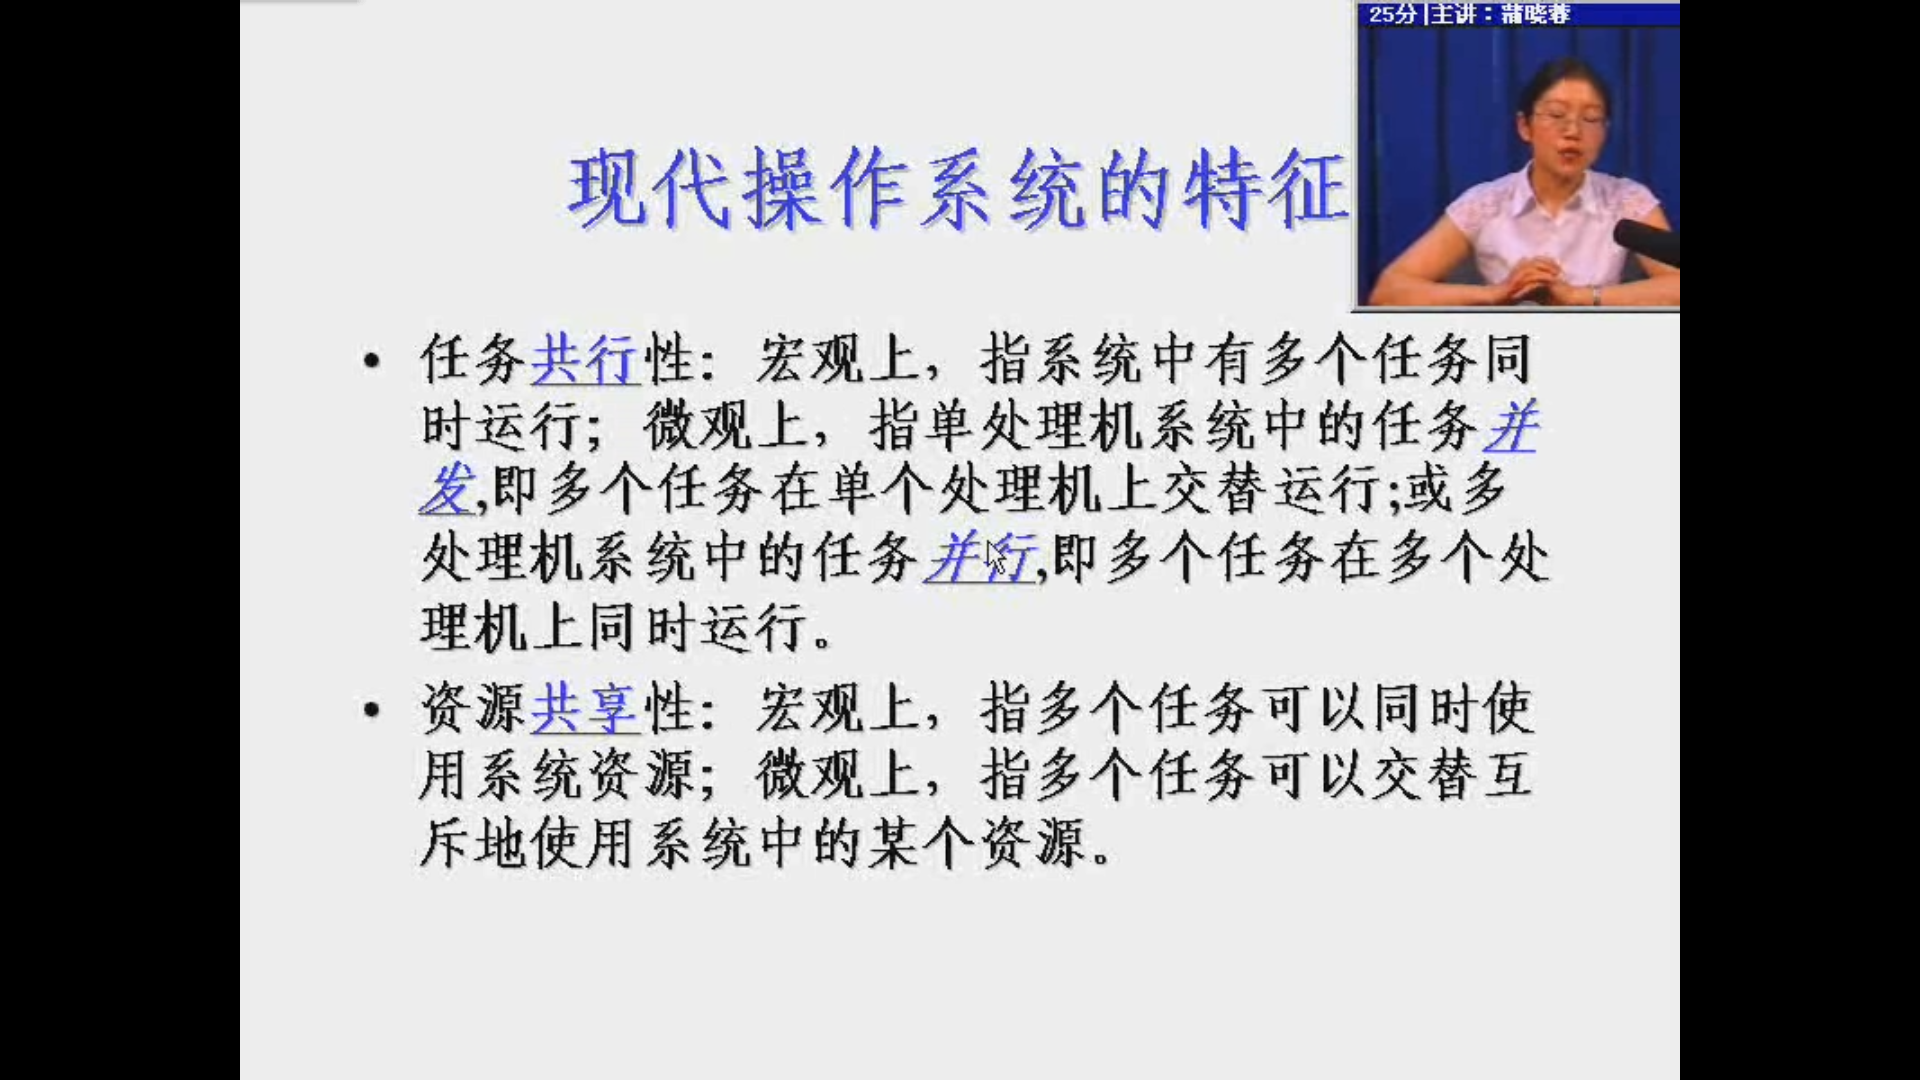 25分|主讲：蒲晓蓉
现代操作系统的特征
• 任务共行性：宏观上，指系统中有多个任务同
时运行；微观上，指单处理机系统中的任务并
发,即多个任务在单个处理机上交替运行;或多
处理机系统中的任务并行,即多个任务在多个处
理机上同时运行。
• 资源共享性：宏观上，指多个任务可以同时使
用系统资源；微观上，指多个任务可以交替互
斥地使用系统中的某个资源。